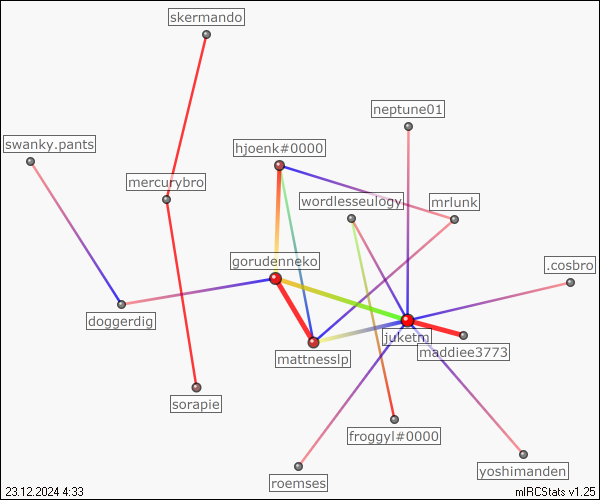 skermando
neptune01
swanky.pants
hjoenk#0000
mercurybro
wordlesseulogy
mrlunk
gorudenneko
.cosbro
doggerdig
juketm
mattnesslp
maddiee3773
sorapie
froggyl#0000
yoshimanden
roemses
23.12.2024 4:33
mIRCStats v1.25